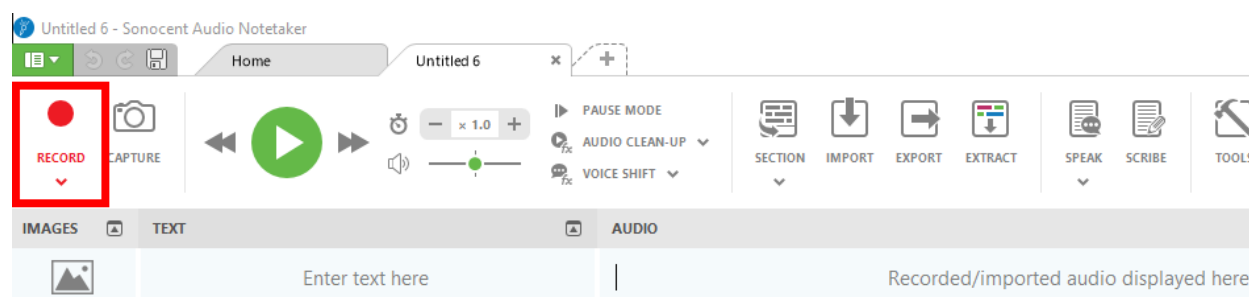 Untitled 6 - Sonocent Audio Notetaker
Home
Untitled 6
RECORD
CAPTURE
× 1.0
PAUSE MODE
AUDIO CLEAN-UP
VOICE SHIFT
SECTION
IMPORT
EXPORT
EXTRACT
SPEAK
SCRIBE
TOOLS
IMAGES
TEXT
AUDIO
Enter text here
Recorded/imported audio displayed here